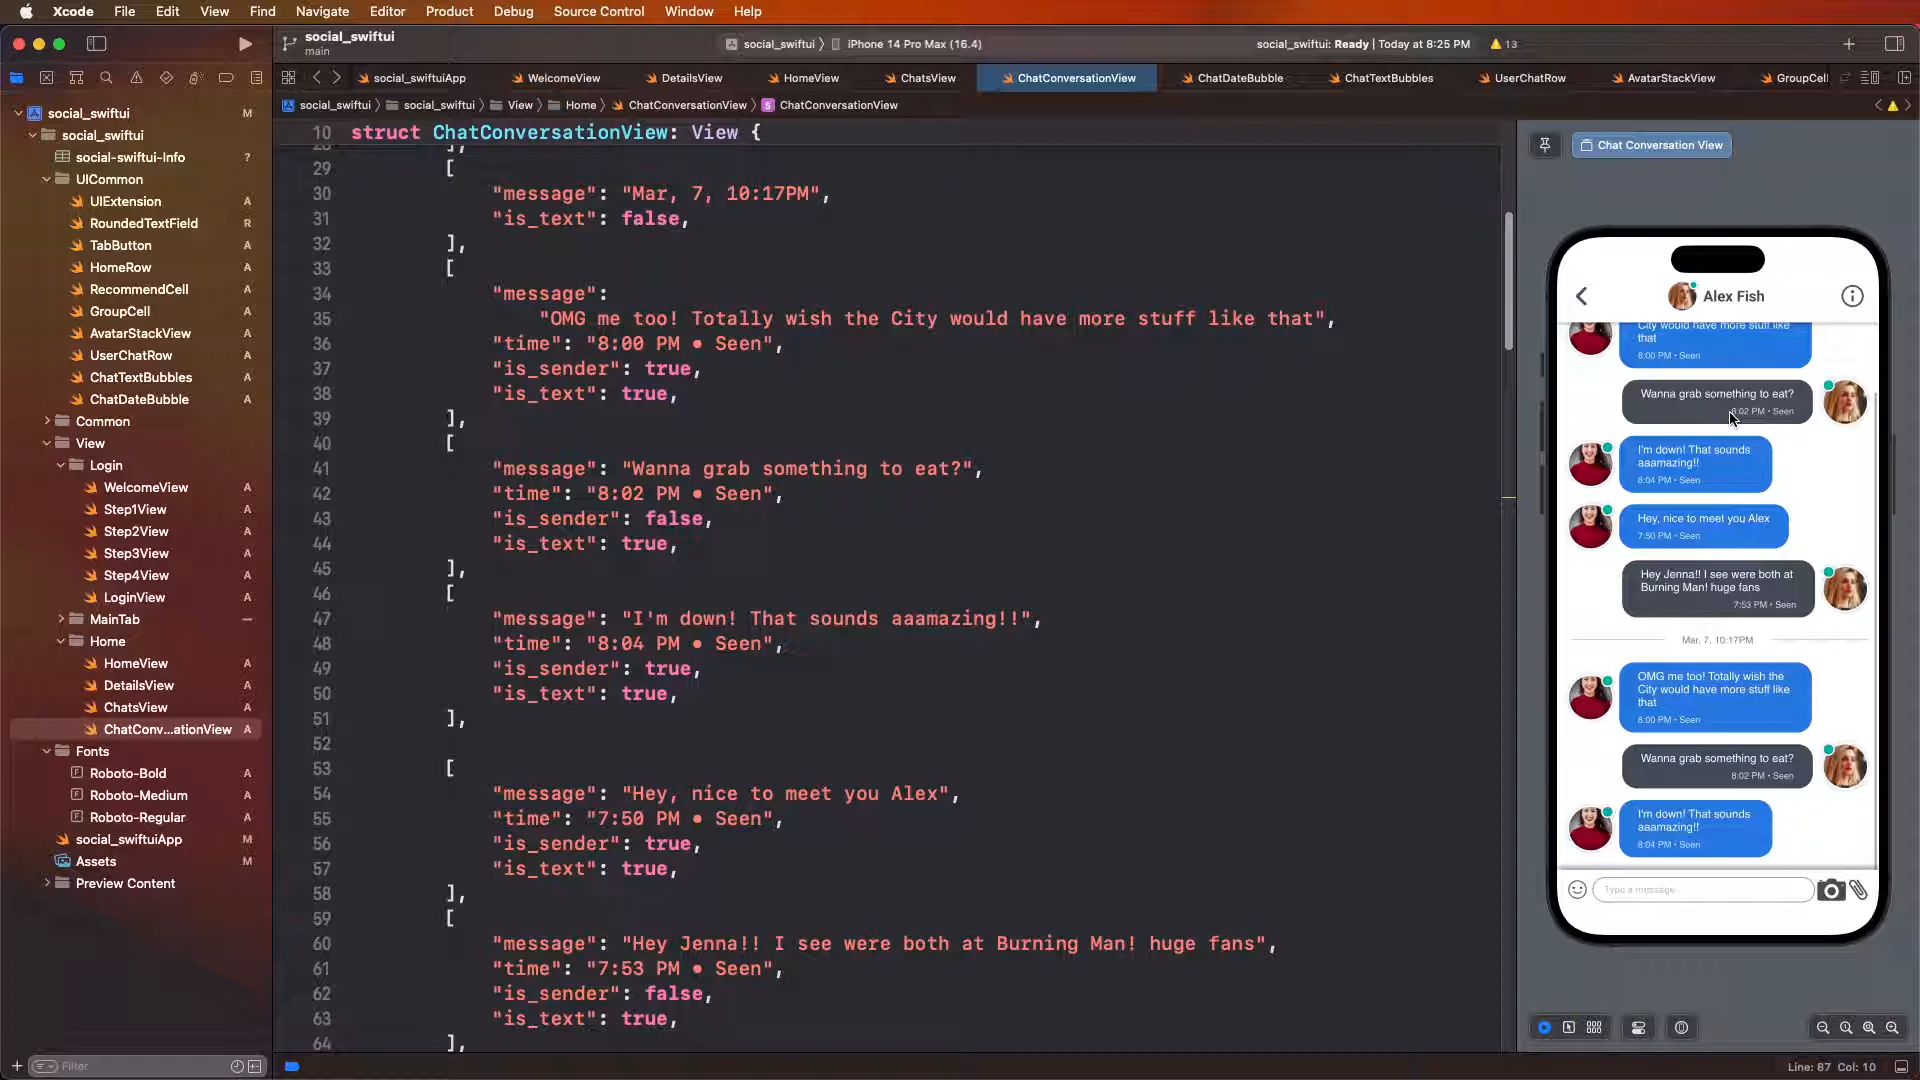 Xcode File Edit View Find Navigate Editor Product Debug Source Control Window Help
social_swiftui
main
social_swiftui
iPhone 14 Pro Max (16.4)
social_swiftui: Ready | Today at 8:25 PM
13
social_swiftuiApp
WelcomeView
DetailsView
HomeView
ChatsView
ChatConversationView
ChatDateBubble
ChatTextBubbles
UserChatRow
AvatarStackView
GroupCell
social_swiftui
social_swiftui
View
Home
ChatConversationView
ChatConversationView
social_swiftui M
social_swiftui
social-swiftui-Info ?
UICommon
UIExtension A
RoundedTextField R
TabButton A
HomeRow A
RecommendCell A
GroupCell A
AvatarStackView A
UserChatRow A
ChatTextBubbles A
ChatDateBubble A
Common
View
Login
WelcomeView A
Step1View A
Step2View A
Step3View A
Step4View A
LoginView A
MainTab
Home
HomeView A
DetailsView A
ChatsView A
ChatConv...ationView A
Fonts
Roboto-Bold A
Roboto-Medium A
Roboto-Regular A
social_swiftuiApp M
Assets M
Preview Content
Filter
10 struct ChatConversationView: View {
28 ],
29 [
30 "message": "Mar, 7, 10:17PM",
31 "is_text": false,
32 ],
33 [
34 "message":
35 "OMG me too! Totally wish the City would have more stuff like that",
36 "time": "8:00 PM • Seen",
37 "is_sender": true,
38 "is_text": true,
39 ],
40 [
41 "message": "Wanna grab something to eat?",
42 "time": "8:02 PM • Seen",
43 "is_sender": false,
44 "is_text": true,
45 ],
46 [
47 "message": "I'm down! That sounds aaamazing!!",
48 "time": "8:04 PM • Seen",
49 "is_sender": true,
50 "is_text": true,
51 ],
52
53 [
54 "message": "Hey, nice to meet you Alex",
55 "time": "7:50 PM • Seen",
56 "is_sender": true,
57 "is_text": true,
58 ],
59 [
60 "message": "Hey Jenna!! I see were both at Burning Man! huge fans",
61 "time": "7:53 PM • Seen",
62 "is_sender": false,
63 "is_text": true,
64 ],
Chat Conversation View
Alex Fish
City would have more stuff like
that
8:00 PM • Seen
Wanna grab something to eat?
8:02 PM • Seen
I'm down! That sounds
aaamazing!!
8:04 PM • Seen
Hey, nice to meet you Alex
7:50 PM • Seen
Hey Jenna!! I see were both at
Burning Man! huge fans
7:53 PM • Seen
Mar, 7, 10:17PM
OMG me too! Totally wish the
City would have more stuff like
that
8:00 PM • Seen
Wanna grab something to eat?
8:02 PM • Seen
I'm down! That sounds
aaamazing!!
8:04 PM • Seen
Type a message...
Line: 87 Col: 10